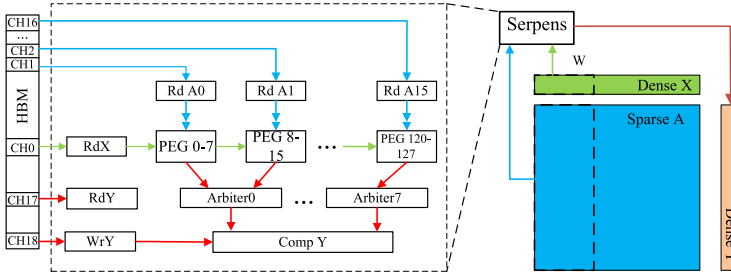 CH16
...
CH2
CH1
HBM
CH0
CH17
CH18
Rd A0
Rd A1
Rd A15
RdX
PEG 0-7
PEG 8-
15
...
PEG 120-
127
RdY
Arbiter0
...
Arbiter7
WrY
Comp Y
Serpens
W
Dense X
Sparse A
Dense